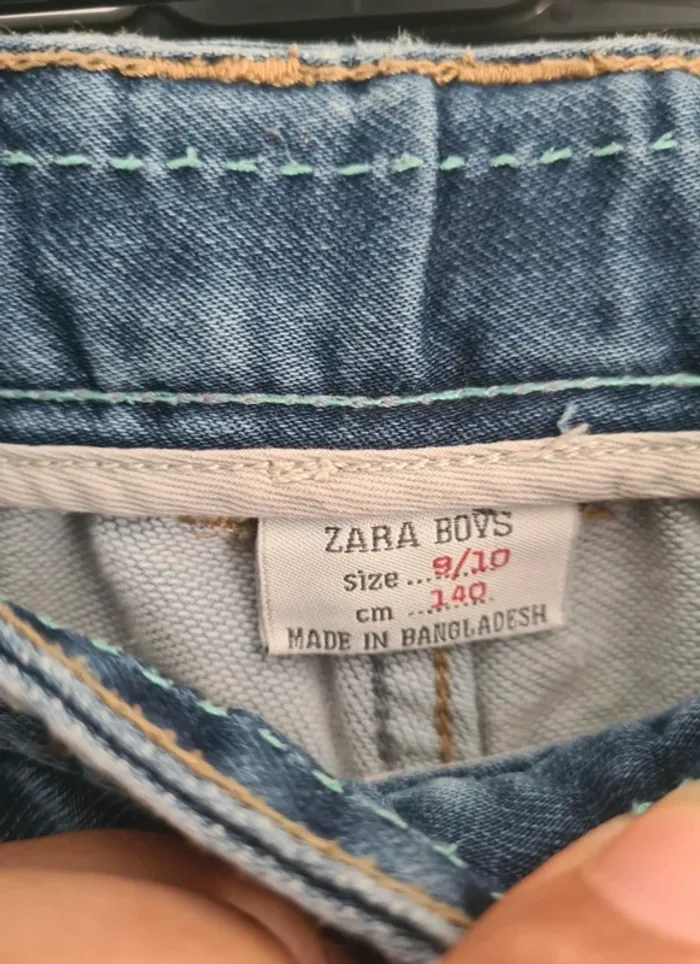 ZARA BOYS
size ...9/10
cm ...140
MADE IN BANGLADESH